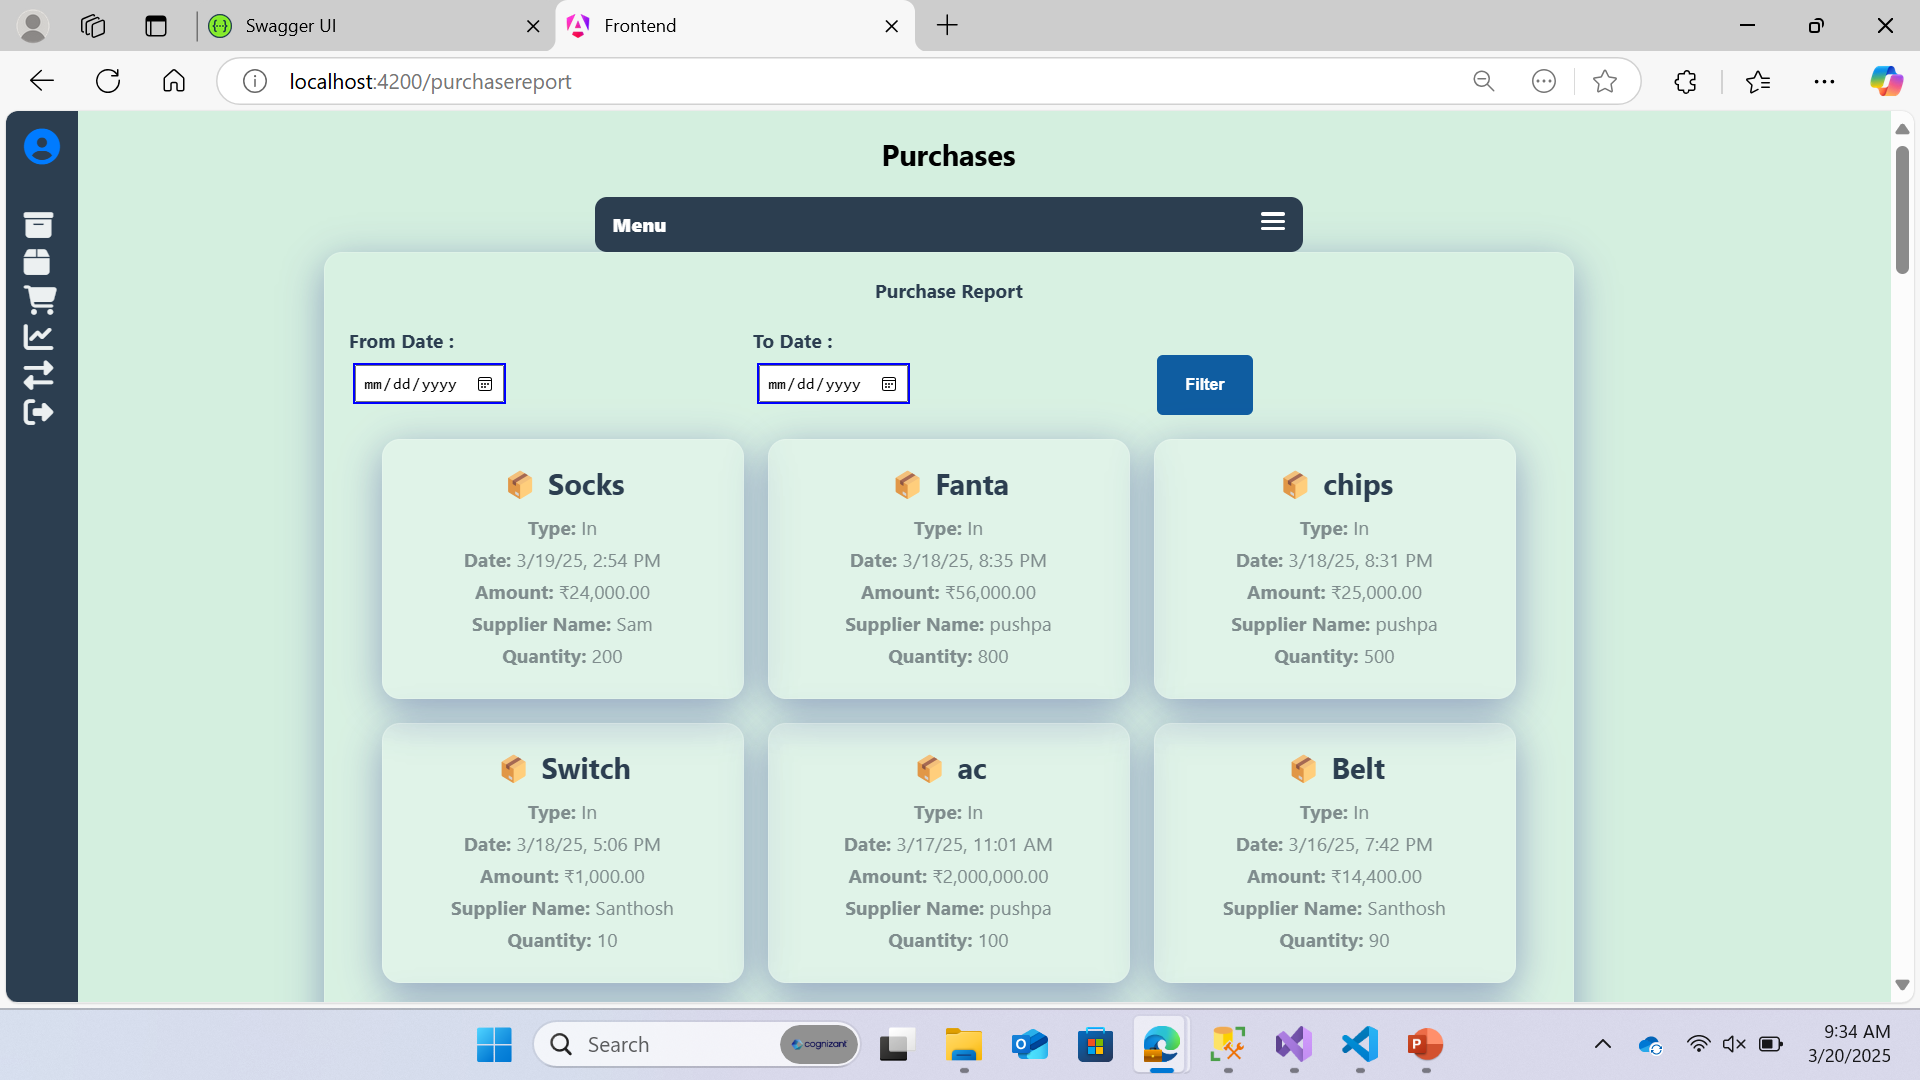 Swagger UI
Frontend
localhost:4200/purchasereport
Purchases
Menu
Purchase Report
From Date :
To Date :
mm/dd/yyyy
mm/dd/yyyy
Filter
Socks
Type: In
Date: 3/19/25, 2:54 PM
Amount: ₹24,000.00
Supplier Name: Sam
Quantity: 200
Fanta
Type: In
Date: 3/18/25, 8:35 PM
Amount: ₹56,000.00
Supplier Name: pushpa
Quantity: 800
chips
Type: In
Date: 3/18/25, 8:31 PM
Amount: ₹25,000.00
Supplier Name: pushpa
Quantity: 500
Switch
Type: In
Date: 3/18/25, 5:06 PM
Amount: ₹1,000.00
Supplier Name: Santhosh
Quantity: 10
ac
Type: In
Date: 3/17/25, 11:01 AM
Amount: ₹2,000,000.00
Supplier Name: pushpa
Quantity: 100
Belt
Type: In
Date: 3/16/25, 7:42 PM
Amount: ₹14,400.00
Supplier Name: Santhosh
Quantity: 90
Search
cognizant
9:34 AM
3/20/2025